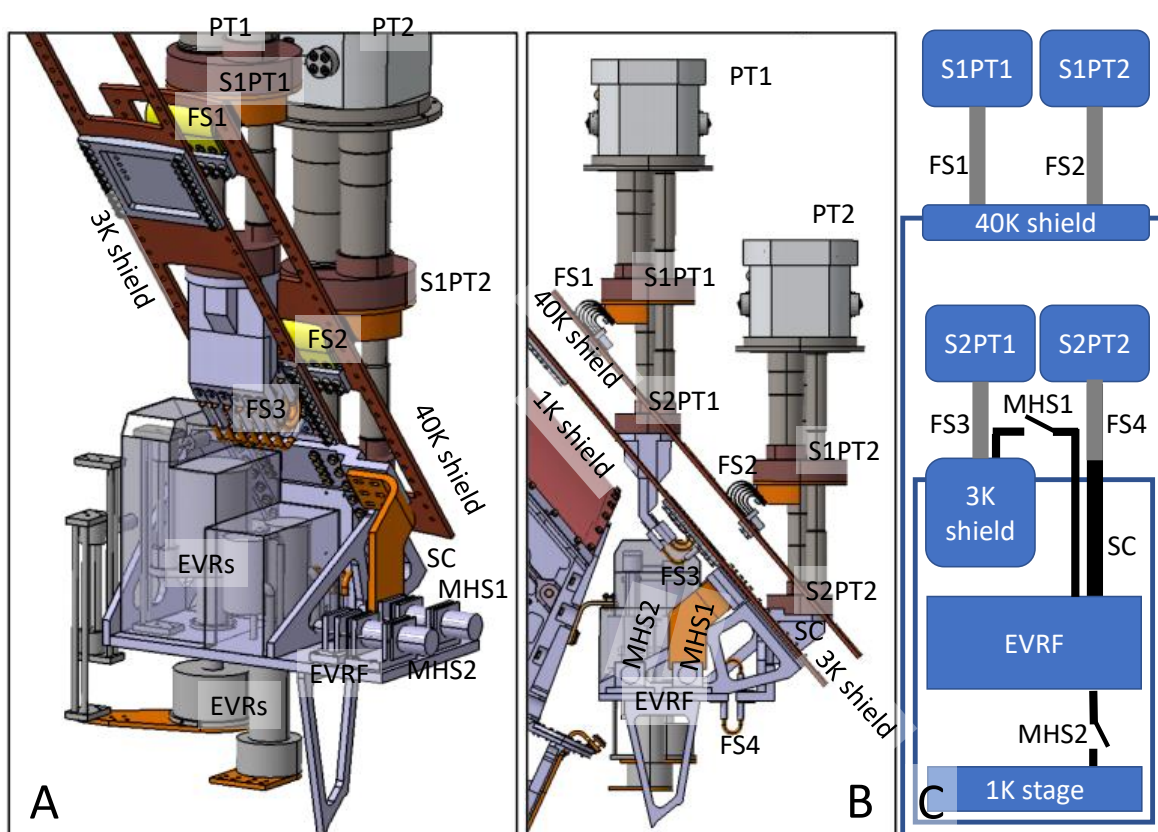 PT1
PT2
S1PT1
FS1
3K shield
S1PT2
FS2
FS3
40K shield
EVRs
SC
MHS1
EVRF
MHS2
EVRs
A
PT1
PT2
FS1
S1PT1
40K shield
1K shield
S2PT1
FS2
S1PT2
FS3
MHS2
MHS1
S2PT2
SC
EVRF
3K shield
FS4
B
S1PT1
S1PT2
FS1
FS2
40K shield
S2PT1
S2PT2
MHS1
FS3
FS4
3K
shield
SC
EVRF
MHS2
1K stage
C